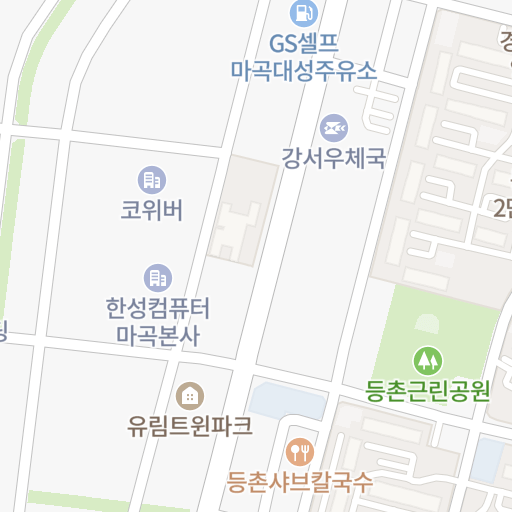 GS셀프
마곡대성주유소
강서우체국
코위버
한성컴퓨터
마곡본사
등촌근린공원
유림트윈파크
등촌샤브칼국수